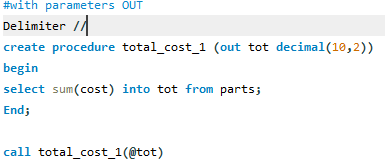 #with parameters OUT
Delimiter //
create procedure total_cost_1 (out tot decimal(10,2))
begin
select sum(cost) into tot from parts;
End;
call total_cost_1(@tot)